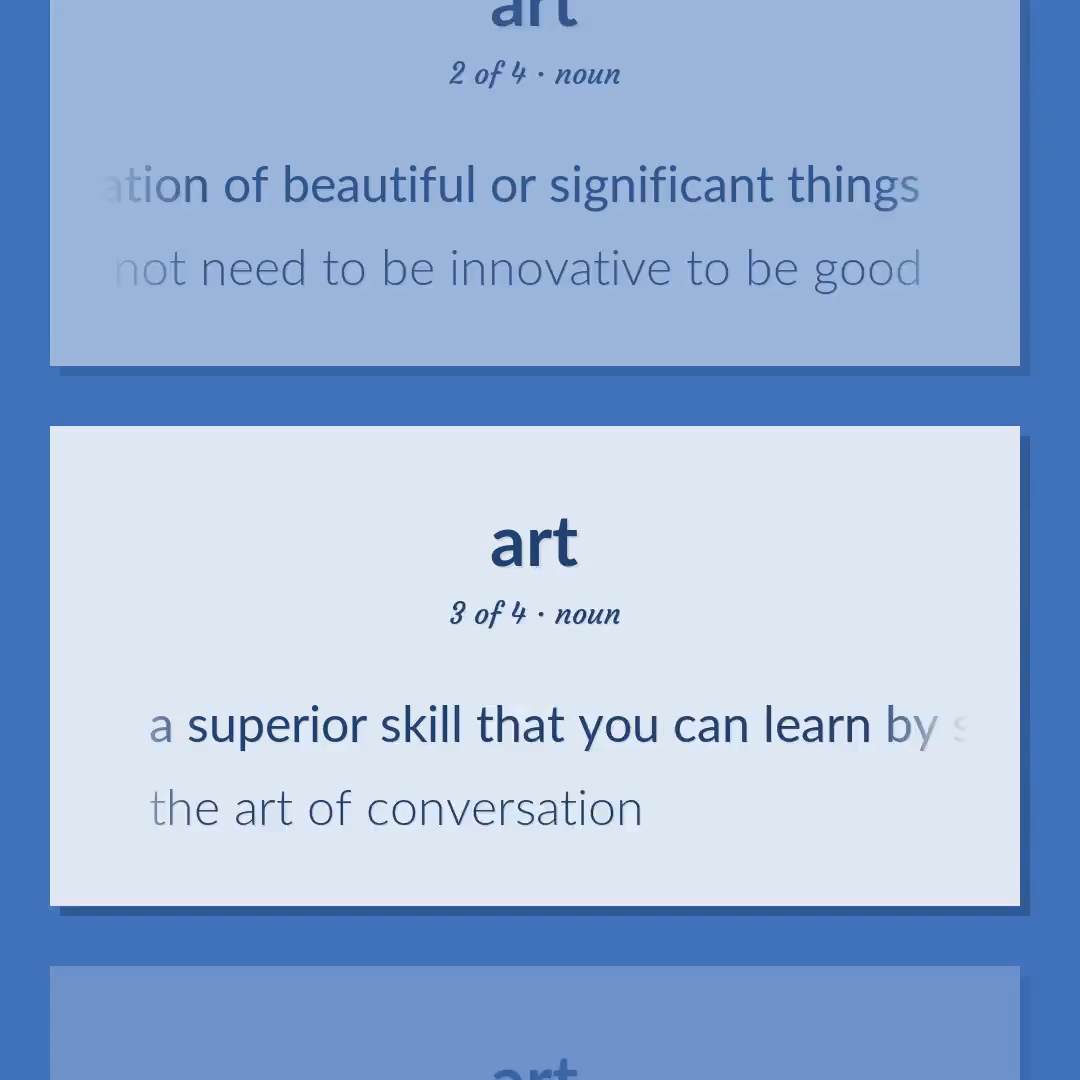 art
2 of 4 · noun
ation of beautiful or significant things
not need to be innovative to be good
art
3 of 4 · noun
a superior skill that you can learn by s
the art of conversation
art